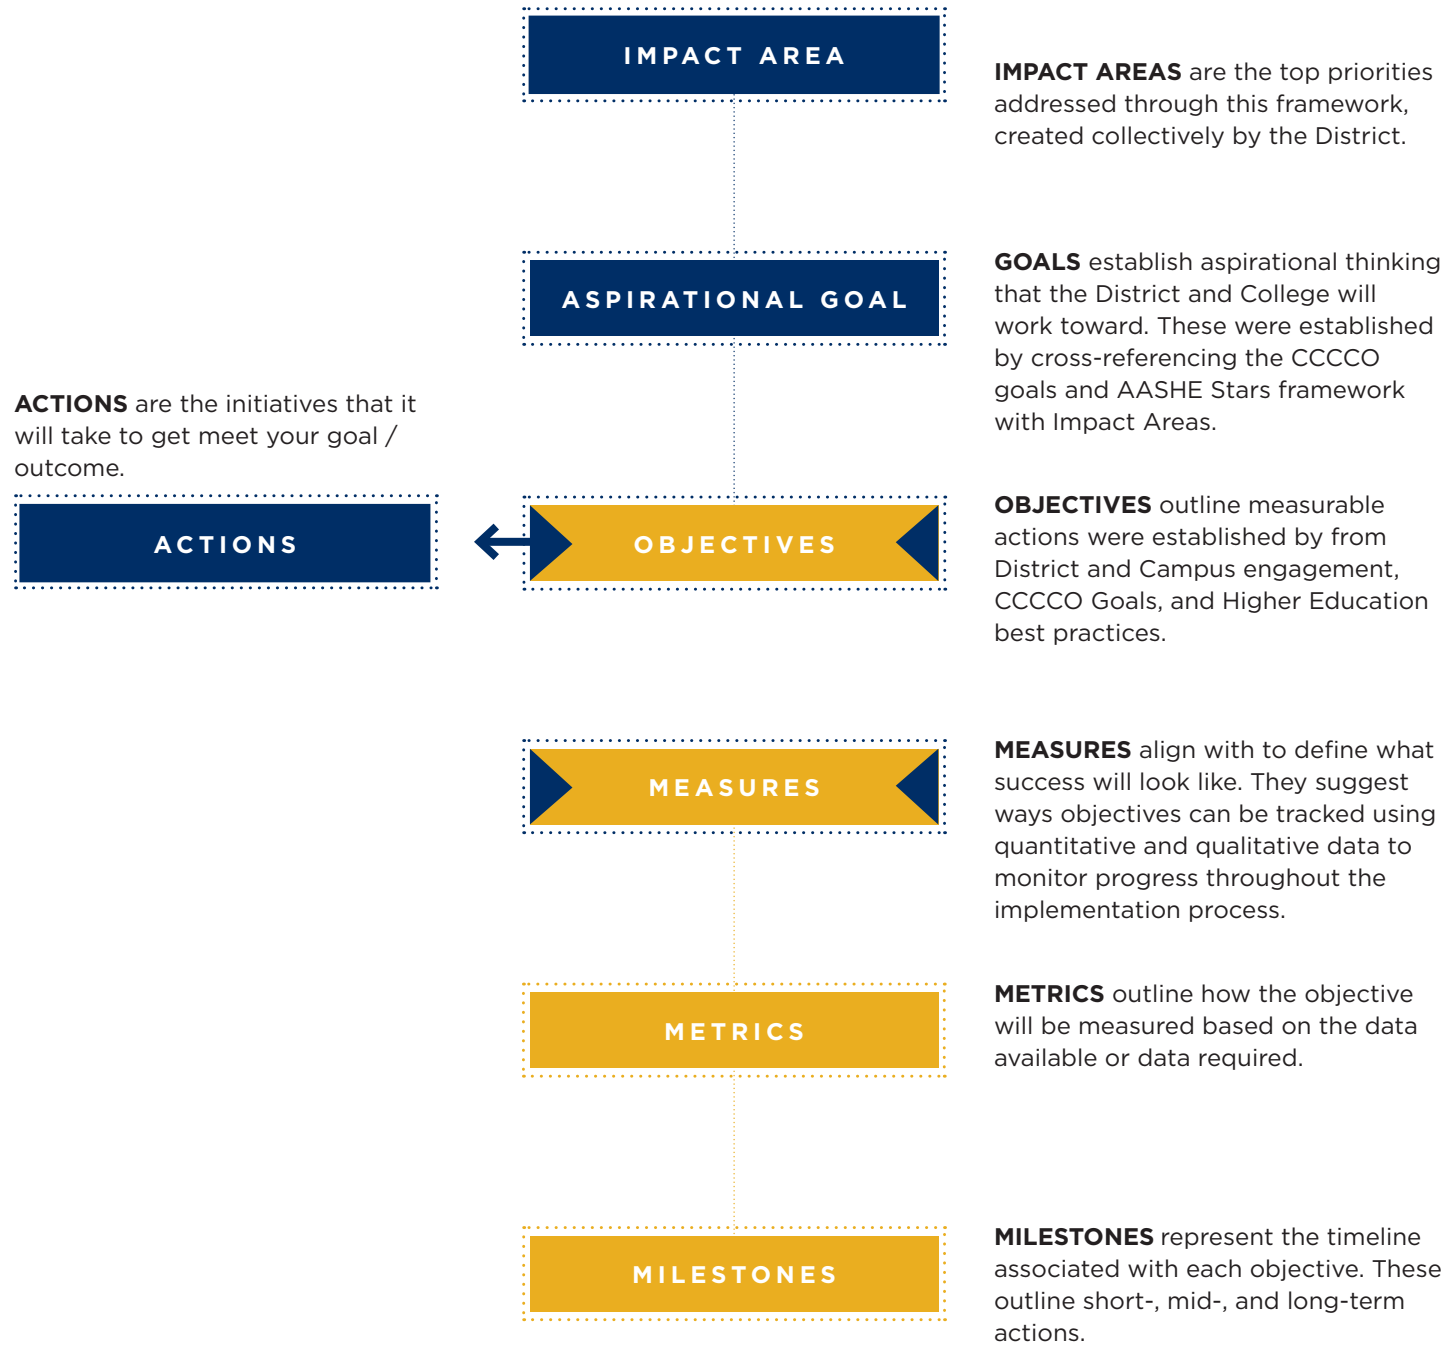 IMPACT AREA
IMPACT AREAS are the top priorities
addressed through this framework,
created collectively by the District.
ASPIRATIONAL GOAL
GOALS establish aspirational thinking
that the District and College will
work toward. These were established
by cross-referencing the CCCCO
goals and AASHE Stars framework
with Impact Areas.
ACTIONS are the initiatives that it
will take to get meet your goal /
outcome.
ACTIONS
OBJECTIVES
OBJECTIVES outline measurable
actions were established by from
District and Campus engagement,
CCCCO Goals, and Higher Education
best practices.
MEASURES
MEASURES align with to define what
success will look like. They suggest
ways objectives can be tracked using
quantitative and qualitative data to
monitor progress throughout the
implementation process.
METRICS
METRICS outline how the objective
will be measured based on the data
available or data required.
MILESTONES
MILESTONES represent the timeline
associated with each objective. These
outline short-, mid-, and long-term
actions.